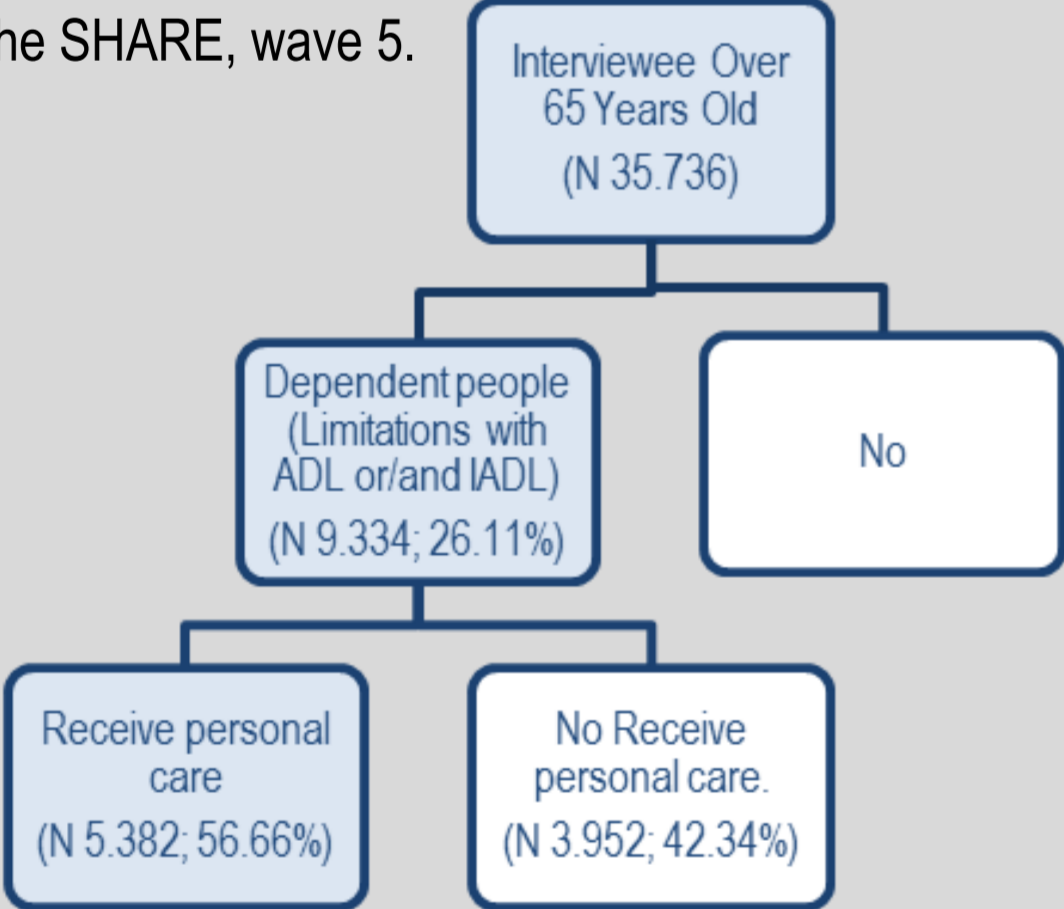 he SHARE, wave 5.
Interviewee Over
65 Years Old
(N 35.736)
Dependent people
(Limitations with
ADL or/and IADL)
(N 9.334; 26.11%)
No
Receive personal
care
(N 5.382; 56.66%)
No Receive
personal care.
(N 3.952; 42.34%)